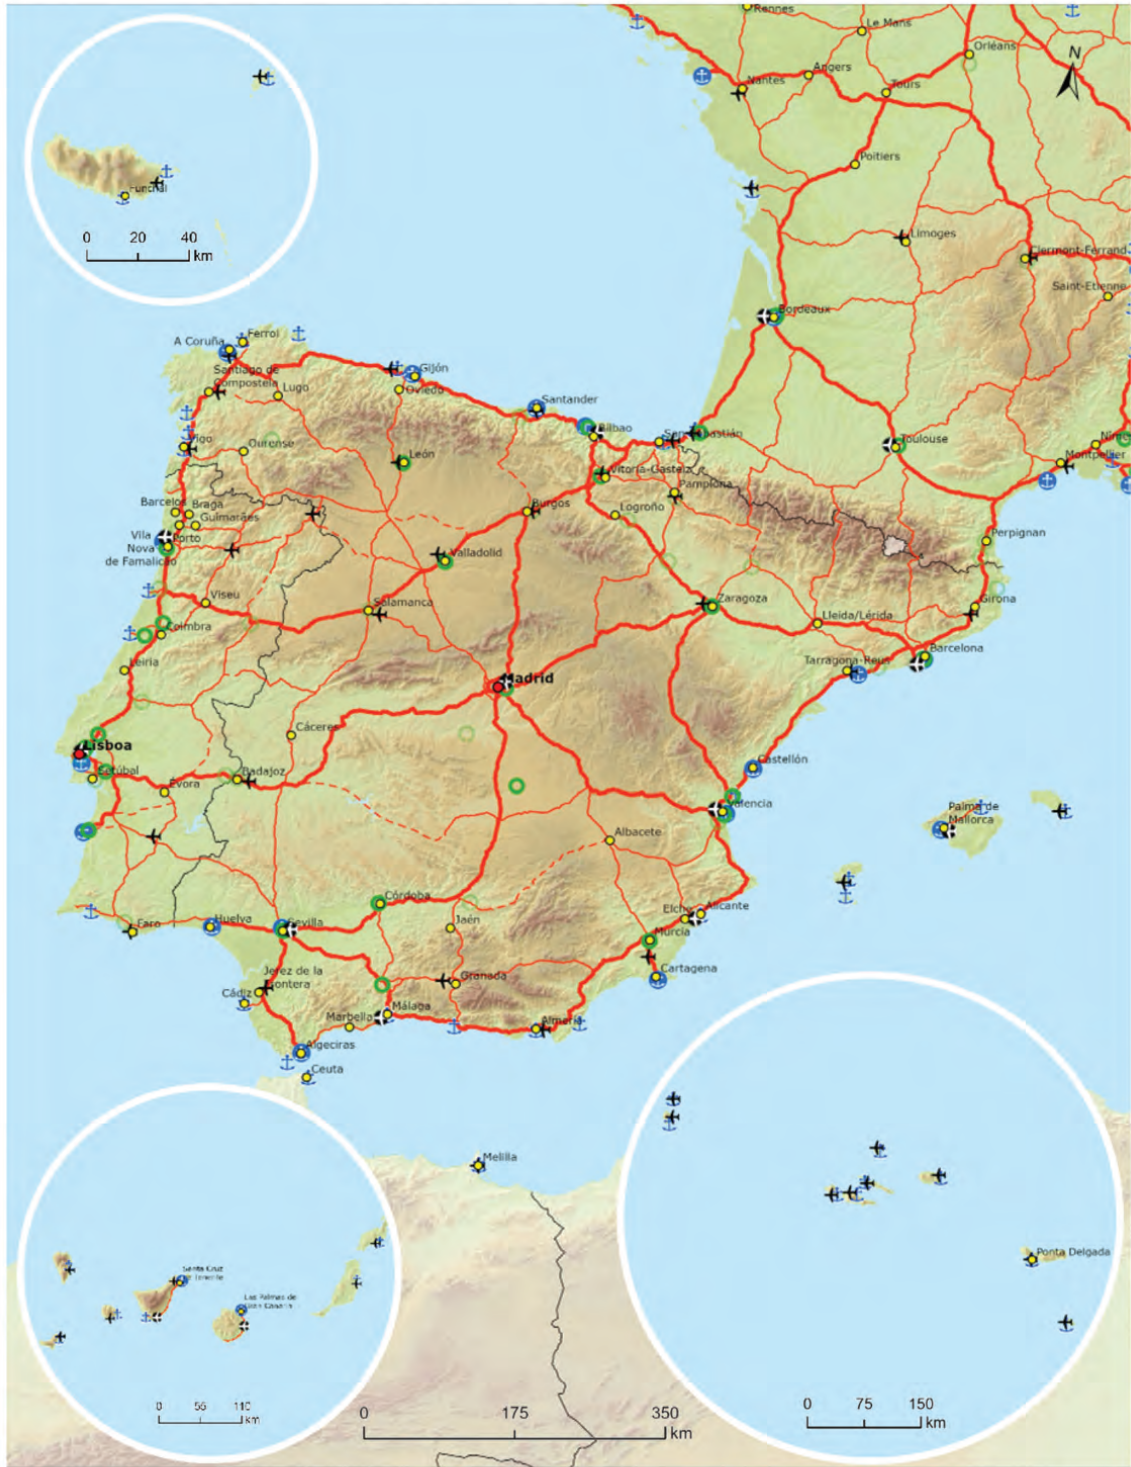 Rennes
Le Mans
Orléans
N
Angers
Nantes
Tours
Poitiers
Funchal
0 20 40
km
Limoges
Clermont-Ferrand
Saint-Etienne
Bordeaux
Ferrol
A Coruña
Santiago de
Compostela
Lugo
Gijón
Oviedo
Santander
Bilbao
San Sebastián
Toulouse
Nîmes
Montpellier
Vigo
Ourense
León
Vitoria-Gasteiz
Pamplona
Burgos
Logroño
Barcelos
Braga
Guimarães
Vila
Nova
de Famalicão
Porto
Perpignan
Valladolid
Viseu
Salamanca
Zaragoza
Lleida/Lérida
Girona
Coimbra
Barcelona
Leiria
Tarragona-Reus
Madrid
Cáceres
Lisboa
Setúbal
Évora
Badajoz
Castellón
Valencia
Palma de
Mallorca
Albacete
Córdoba
Elche
Alicante
Faro
Huelva
Sevilla
Jaén
Murcia
Jerez de la
Frontera
Granada
Cartagena
Cádiz
Málaga
Marbella
Almería
Algeciras
Ceuta
Melilla
Ponta Delgada
Santa Cruz
de Tenerife
Las Palmas de
Gran Canaria
0 55 110
km
0 175 350
km
0 75 150
km